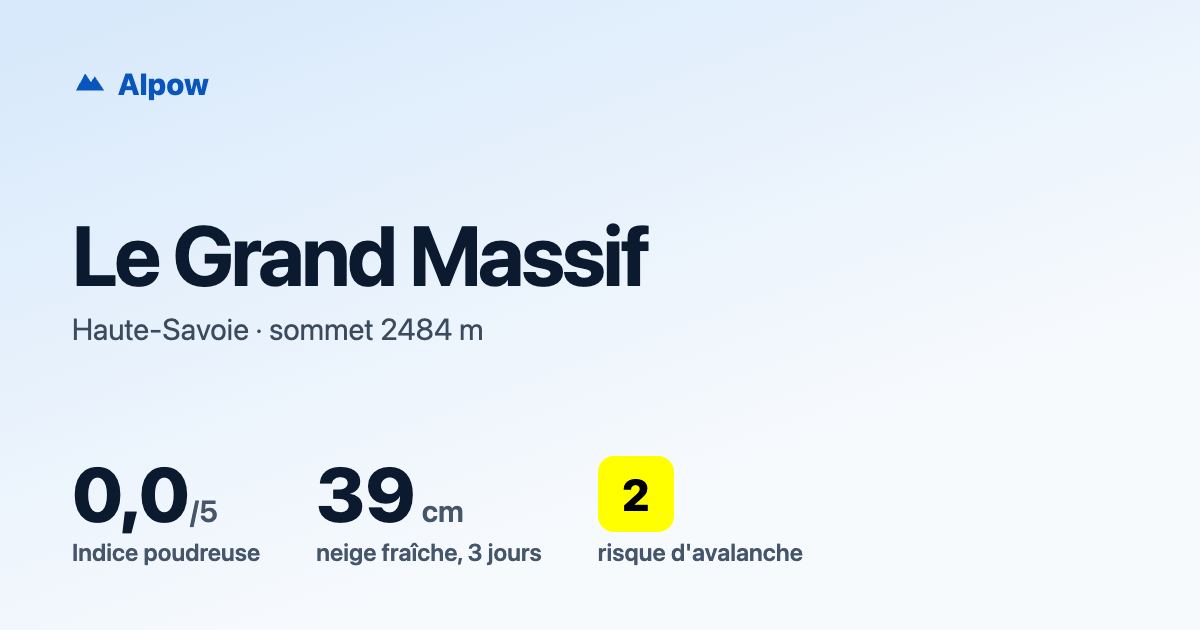 Alpow
Le Grand Massif
Haute-Savoie · sommet 2484 m
0,0/5 39 cm 2
Indice poudreuse neige fraîche, 3 jours risque d'avalanche